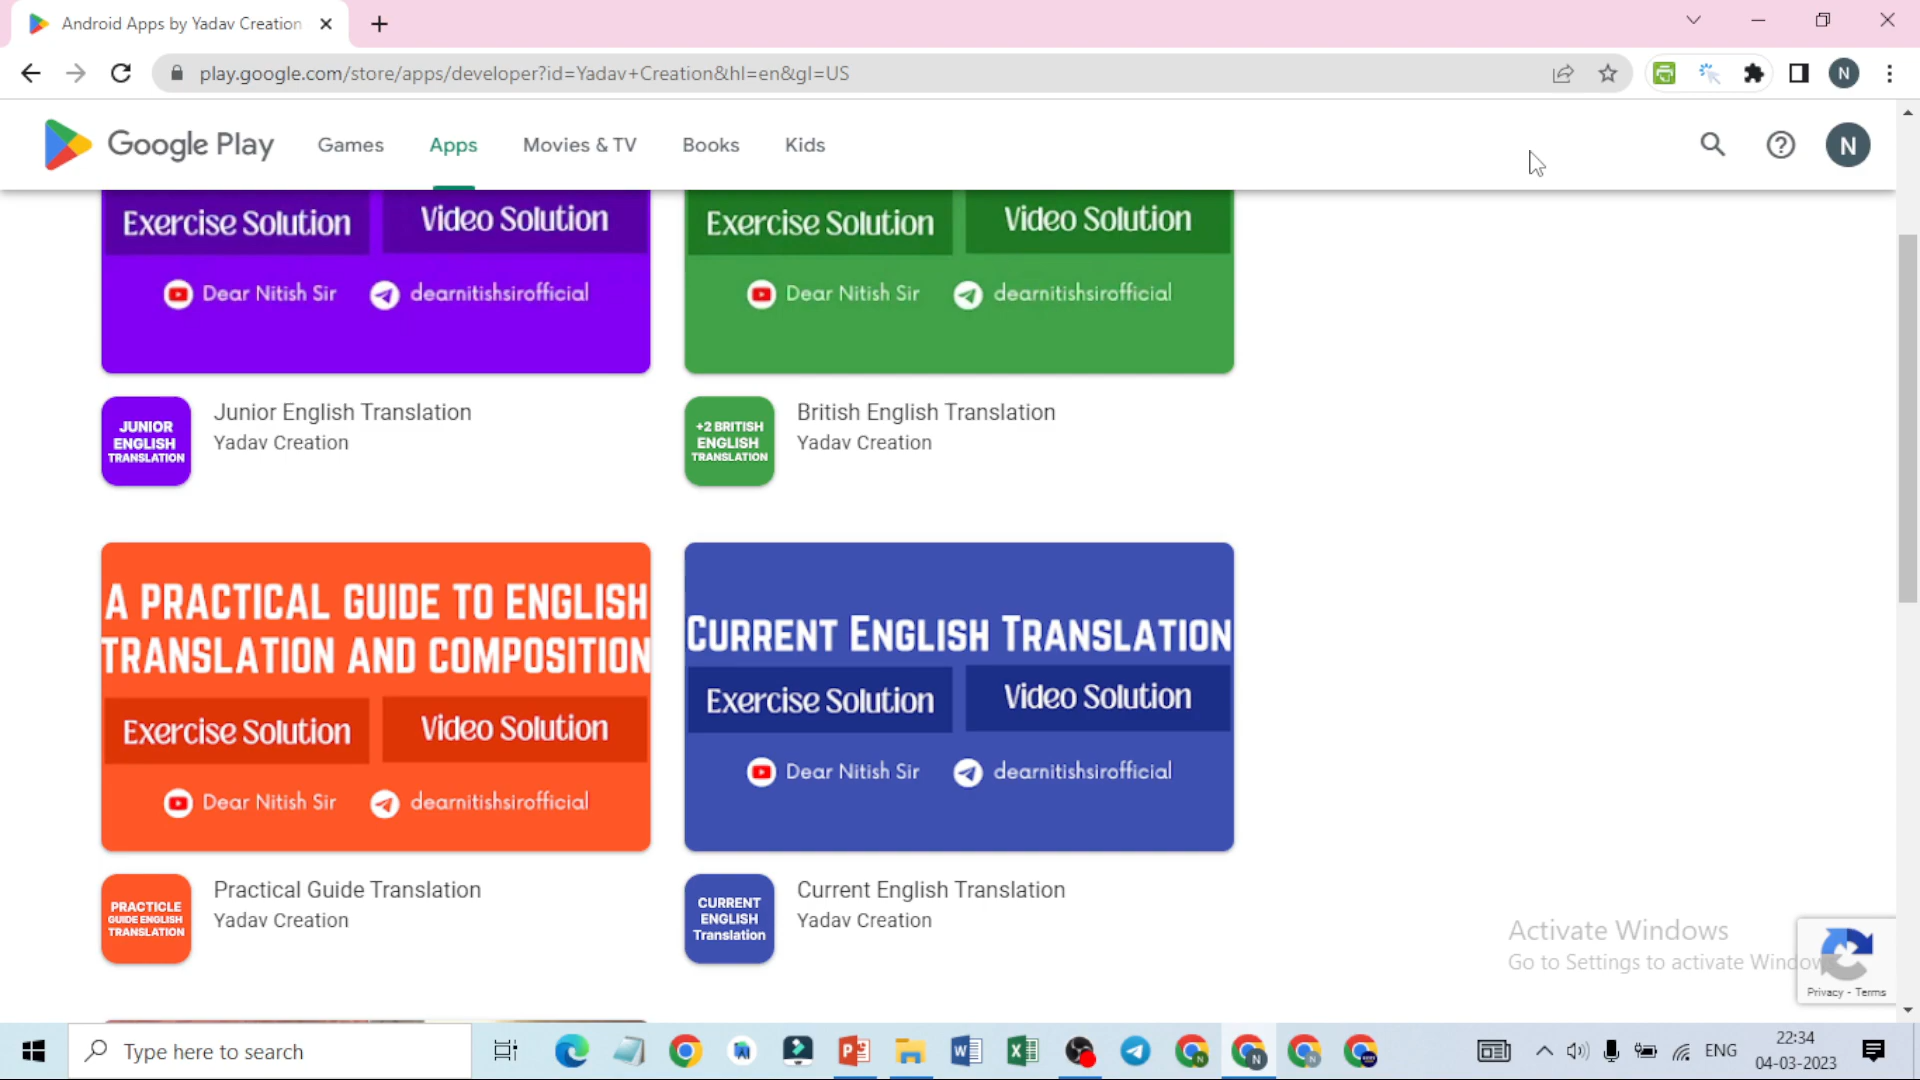 Android Apps by Yadav Creation
play.google.com/store/apps/developer?id=Yadav+Creation&hl=en&gl=US
N
Google Play
Games
Apps
Movies & TV
Books
Kids
N
Exercise Solution
Video Solution
Dear Nitish Sir
dearnitishsirofficial
Exercise Solution
Video Solution
Dear Nitish Sir
dearnitishsirofficial
JUNIOR
ENGLISH
TRANSLATION
Junior English Translation
Yadav Creation
+2 BRITISH
ENGLISH
TRANSLATION
British English Translation
Yadav Creation
A PRACTICAL GUIDE TO ENGLISH
TRANSLATION AND COMPOSITION
Exercise Solution
Video Solution
Dear Nitish Sir
dearnitishsirofficial
CURRENT ENGLISH TRANSLATION
Exercise Solution
Video Solution
Dear Nitish Sir
dearnitishsirofficial
PRACTICLE
GUIDE ENGLISH
TRANSLATION
Practical Guide Translation
Yadav Creation
CURRENT
ENGLISH
Translation
Current English Translation
Yadav Creation
Activate Windows
Go to Settings to activate Windows
Privacy - Terms
Type here to search
ENG
22:34
04-03-2023